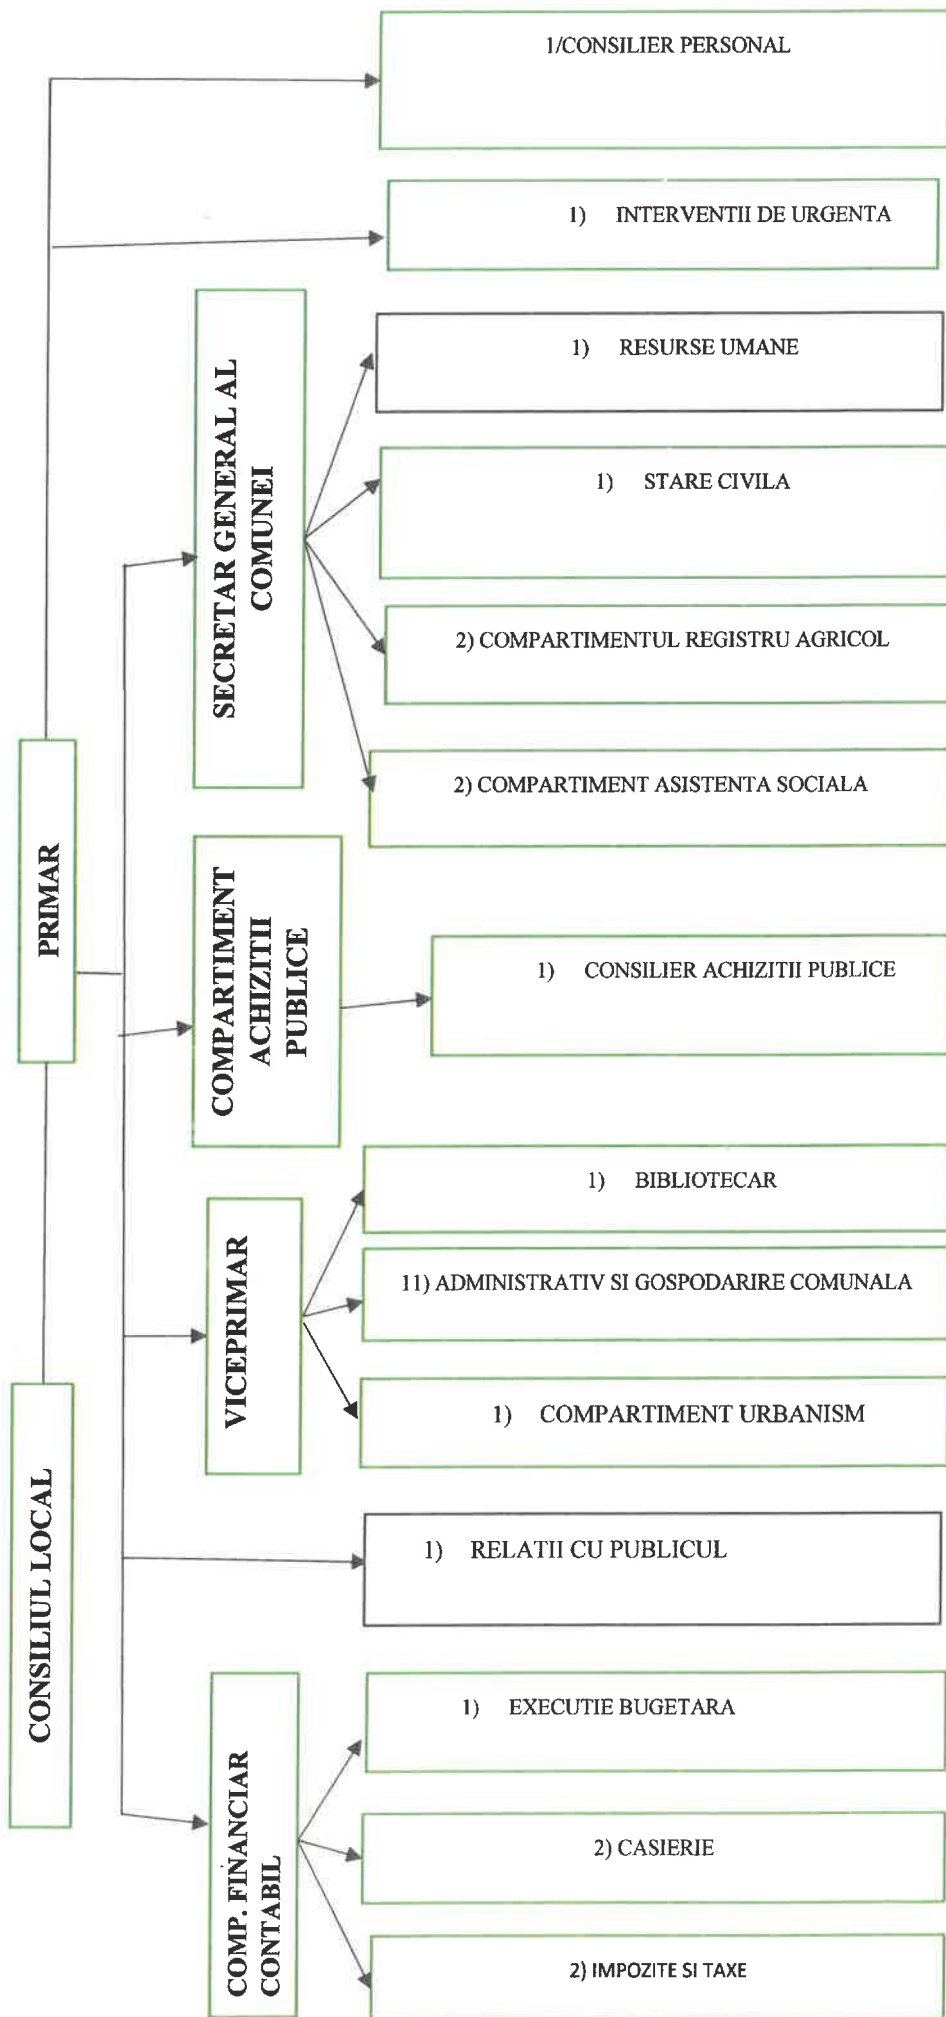 1/CONSILIER PERSONAL
1) INTERVENTII DE URGENTA
SECRETAR GENERAL AL
COMUNEI
1) RESURSE UMANE
1) STARE CIVILA
2) COMPARTIMENTUL REGISTRU AGRICOL
2) COMPARTIMENT ASISTENTA SOCIALA
PRIMAR
COMPARTIMENT
ACHIZITII
PUBLICE
1) CONSILIER ACHIZITII PUBLICE
VICEPRIMAR
1) BIBLIOTECAR
11) ADMINISTRATIV SI GOSPODARIRE COMUNALA
1) COMPARTIMENT URBANISM
CONSILIUL LOCAL
1) RELATII CU PUBLICUL
COMP. FINANCIAR
CONTABIL
1) EXECUTIE BUGETARA
2) CASIERIE
2) IMPOZITE SI TAXE